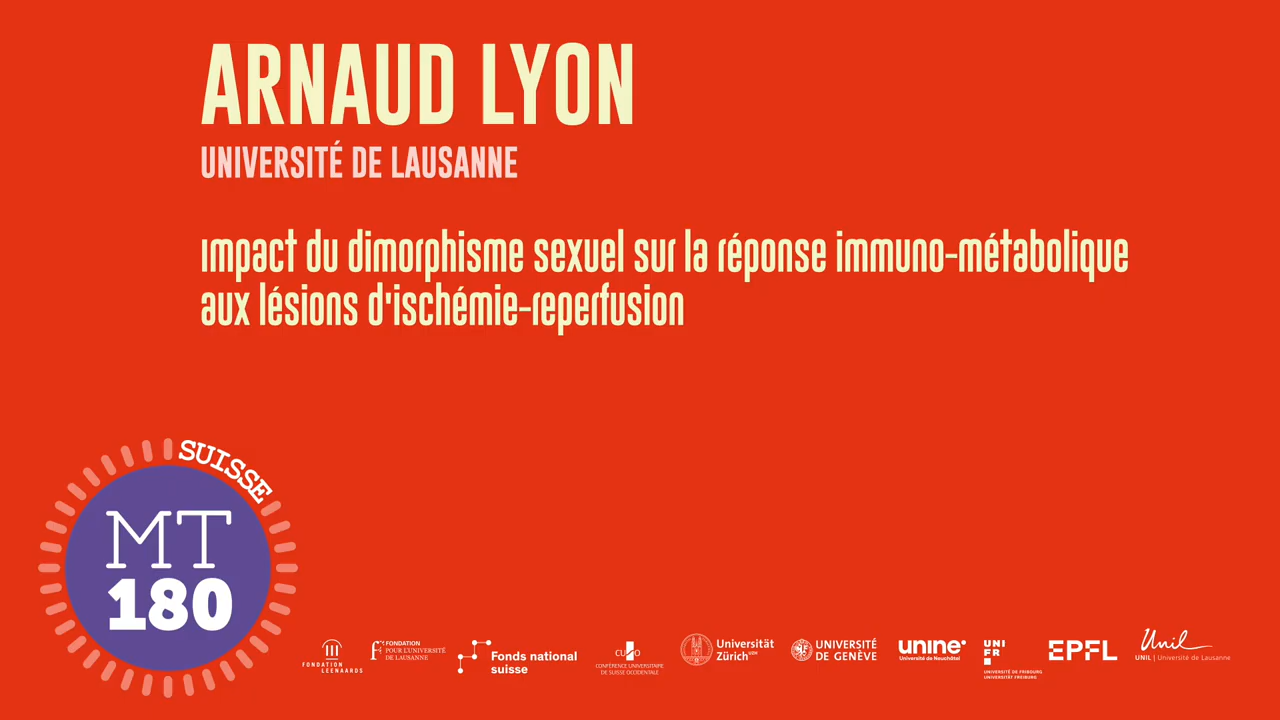 ARNAUD LYON
UNIVERSITÉ DE LAUSANNE
Impact du dimorphisme sexuel sur la réponse immuno-métabolique
aux lésions d'ischémie-reperfusion
SUISSE
MT
180
FONDATION
LEENAARDS
FONDATION
POUR L'UNIVERSITÉ
DE LAUSANNE
Fonds national
suisse
CUSO
CONFÉRENCE UNIVERSITAIRE
DE SUISSE OCCIDENTALE
Universität
Zürich UZH
UNIVERSITÉ
DE GENÈVE
unine
Université de Neuchâtel
UNI
FR
UNIVERSITÉ DE FRIBOURG
UNIVERSITÄT FREIBURG
EPFL
Unil
UNIL | Université de Lausanne